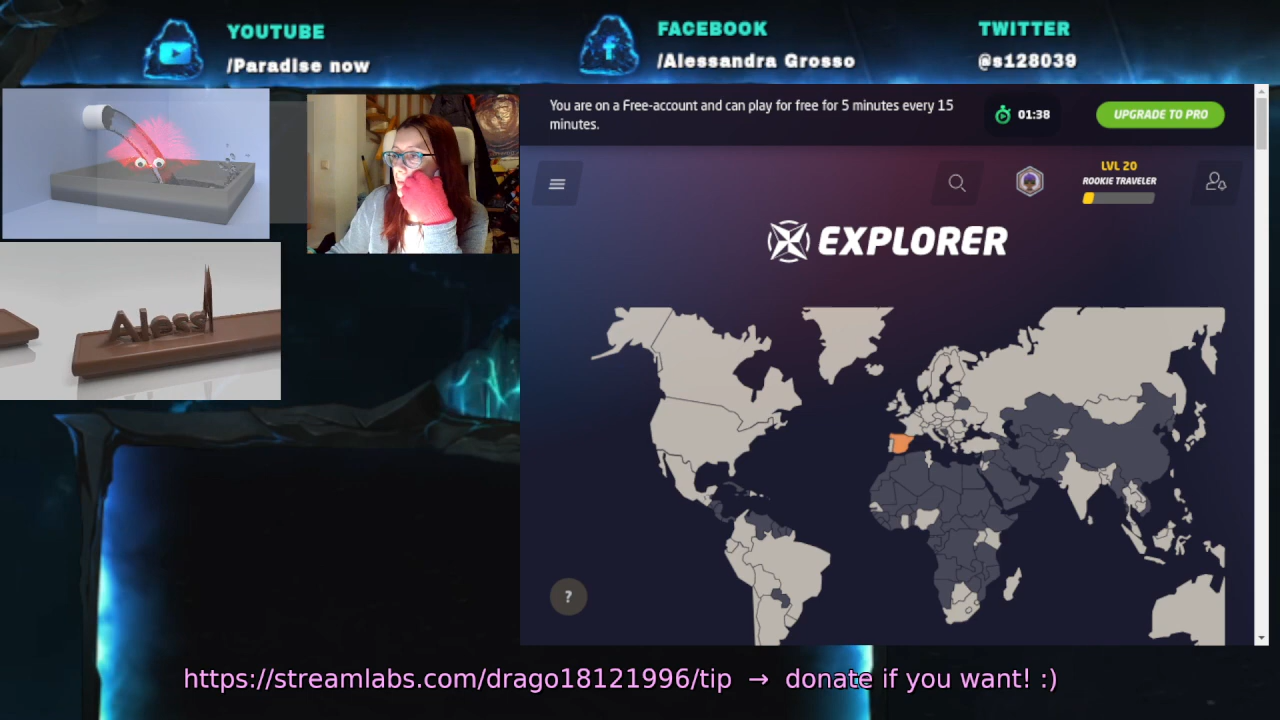 YOUTUBE
/Paradise now
FACEBOOK
/Alessandra Grosso
TWITTER
@s128039
You are on a Free-account and can play for free for 5 minutes every 15
minutes.
01:38
UPGRADE TO PRO
LVL 20
ROOKIE TRAVELER
EXPLORER
Aless
?
https://streamlabs.com/drago18121996/tip → donate if you want! :)